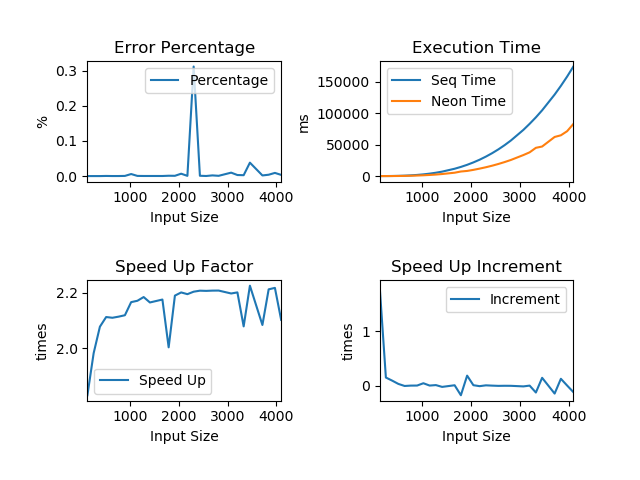 Error Percentage
0.3
0.2
0.1
0.0
%
Percentage
1000 2000 3000 4000
Input Size
Execution Time
150000
100000
50000
0
ms
Seq Time
Neon Time
1000 2000 3000 4000
Input Size
Speed Up Factor
2.2
2.0
times
Speed Up
1000 2000 3000 4000
Input Size
Speed Up Increment
1
0
times
Increment
1000 2000 3000 4000
Input Size